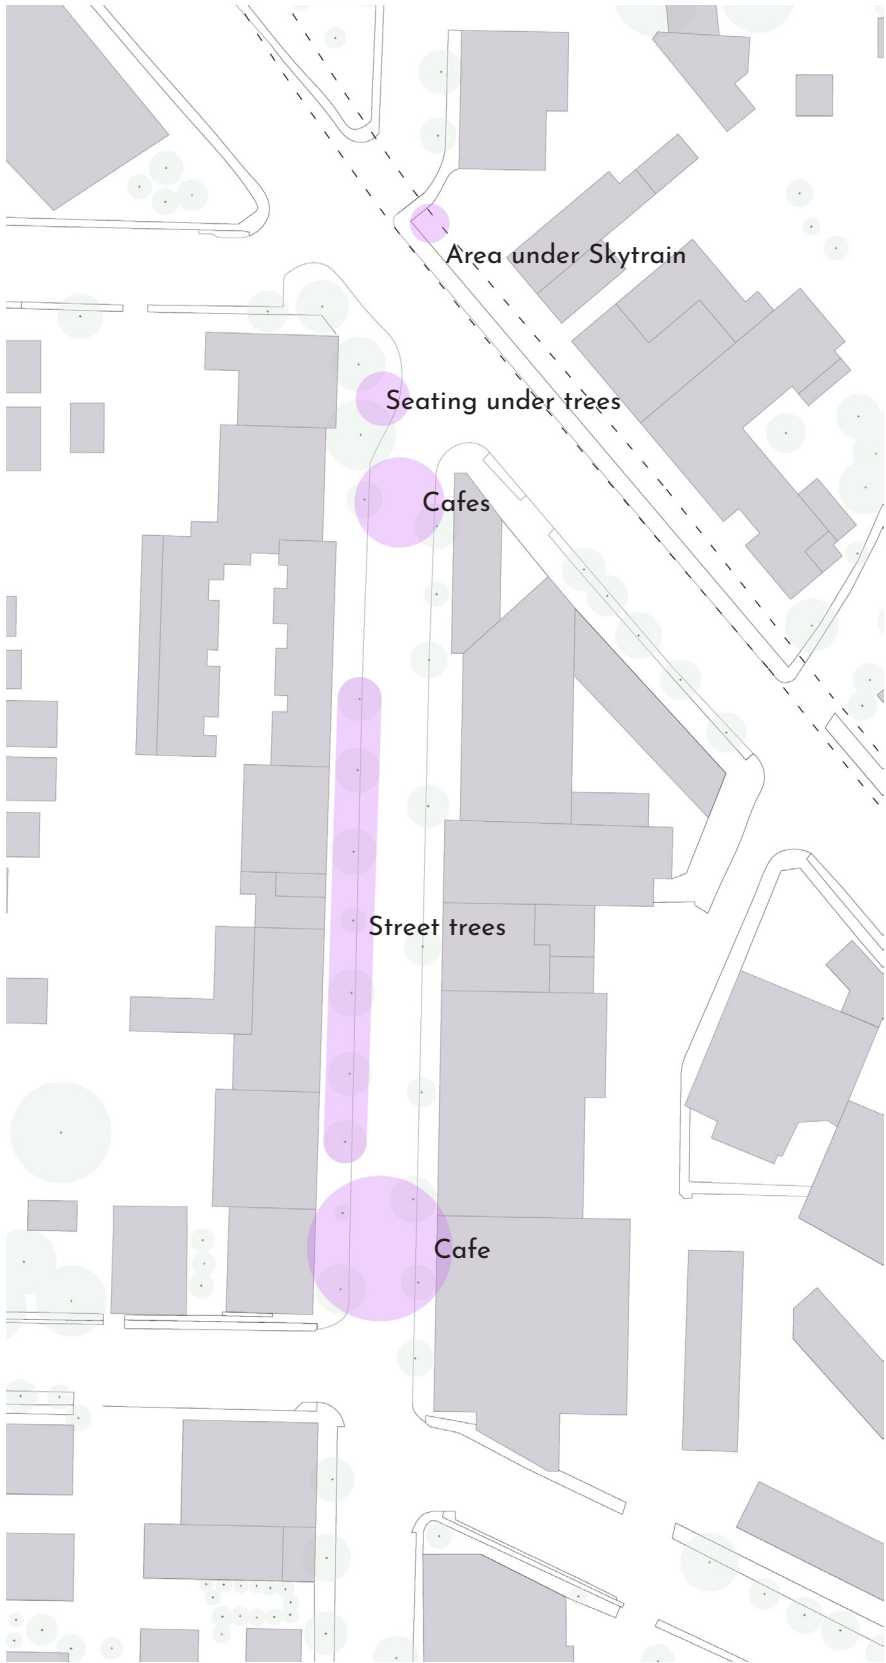 Area under Skytrain
Seating under trees
Cafes
Street trees
Cafe